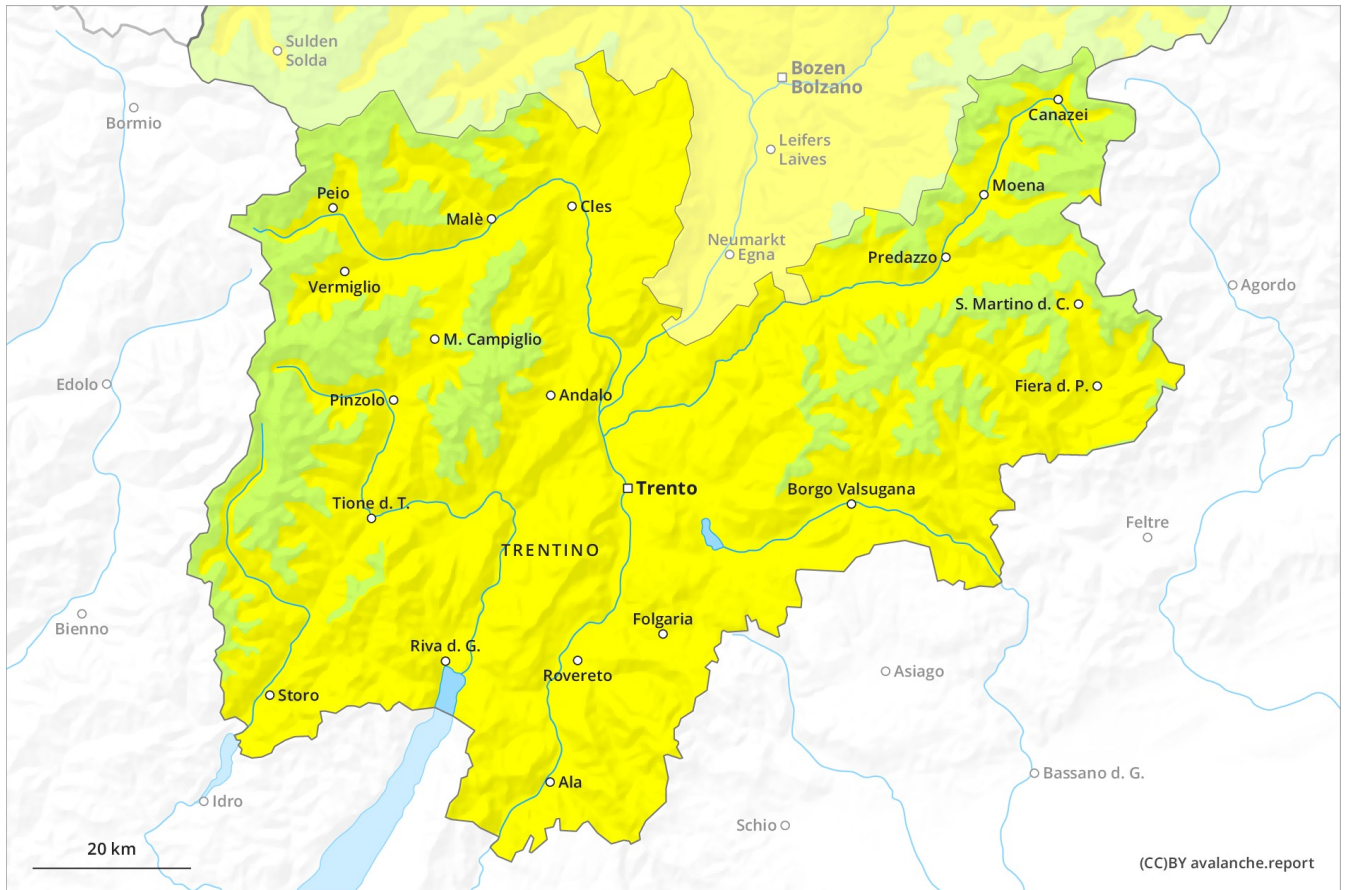 Sulden
Solda
Bozen
Bolzano
Bormio
Canazei
Leifers
Laives
Peio
Moena
Malè
Cles
Neumarkt
Egna
Predazzo
Vermiglio
Agordo
S. Martino d. C.
M. Campiglio
Edolo
Fiera d. P.
Andalo
Pinzolo
Trento
Borgo Valsugana
Tione d. T.
Feltre
TRENTINO
Folgaria
Bienno
Riva d. G.
Asiago
Rovereto
Storo
Bassano d. G.
Ala
Idro
Schio
20 km
(CC)BY avalanche.report